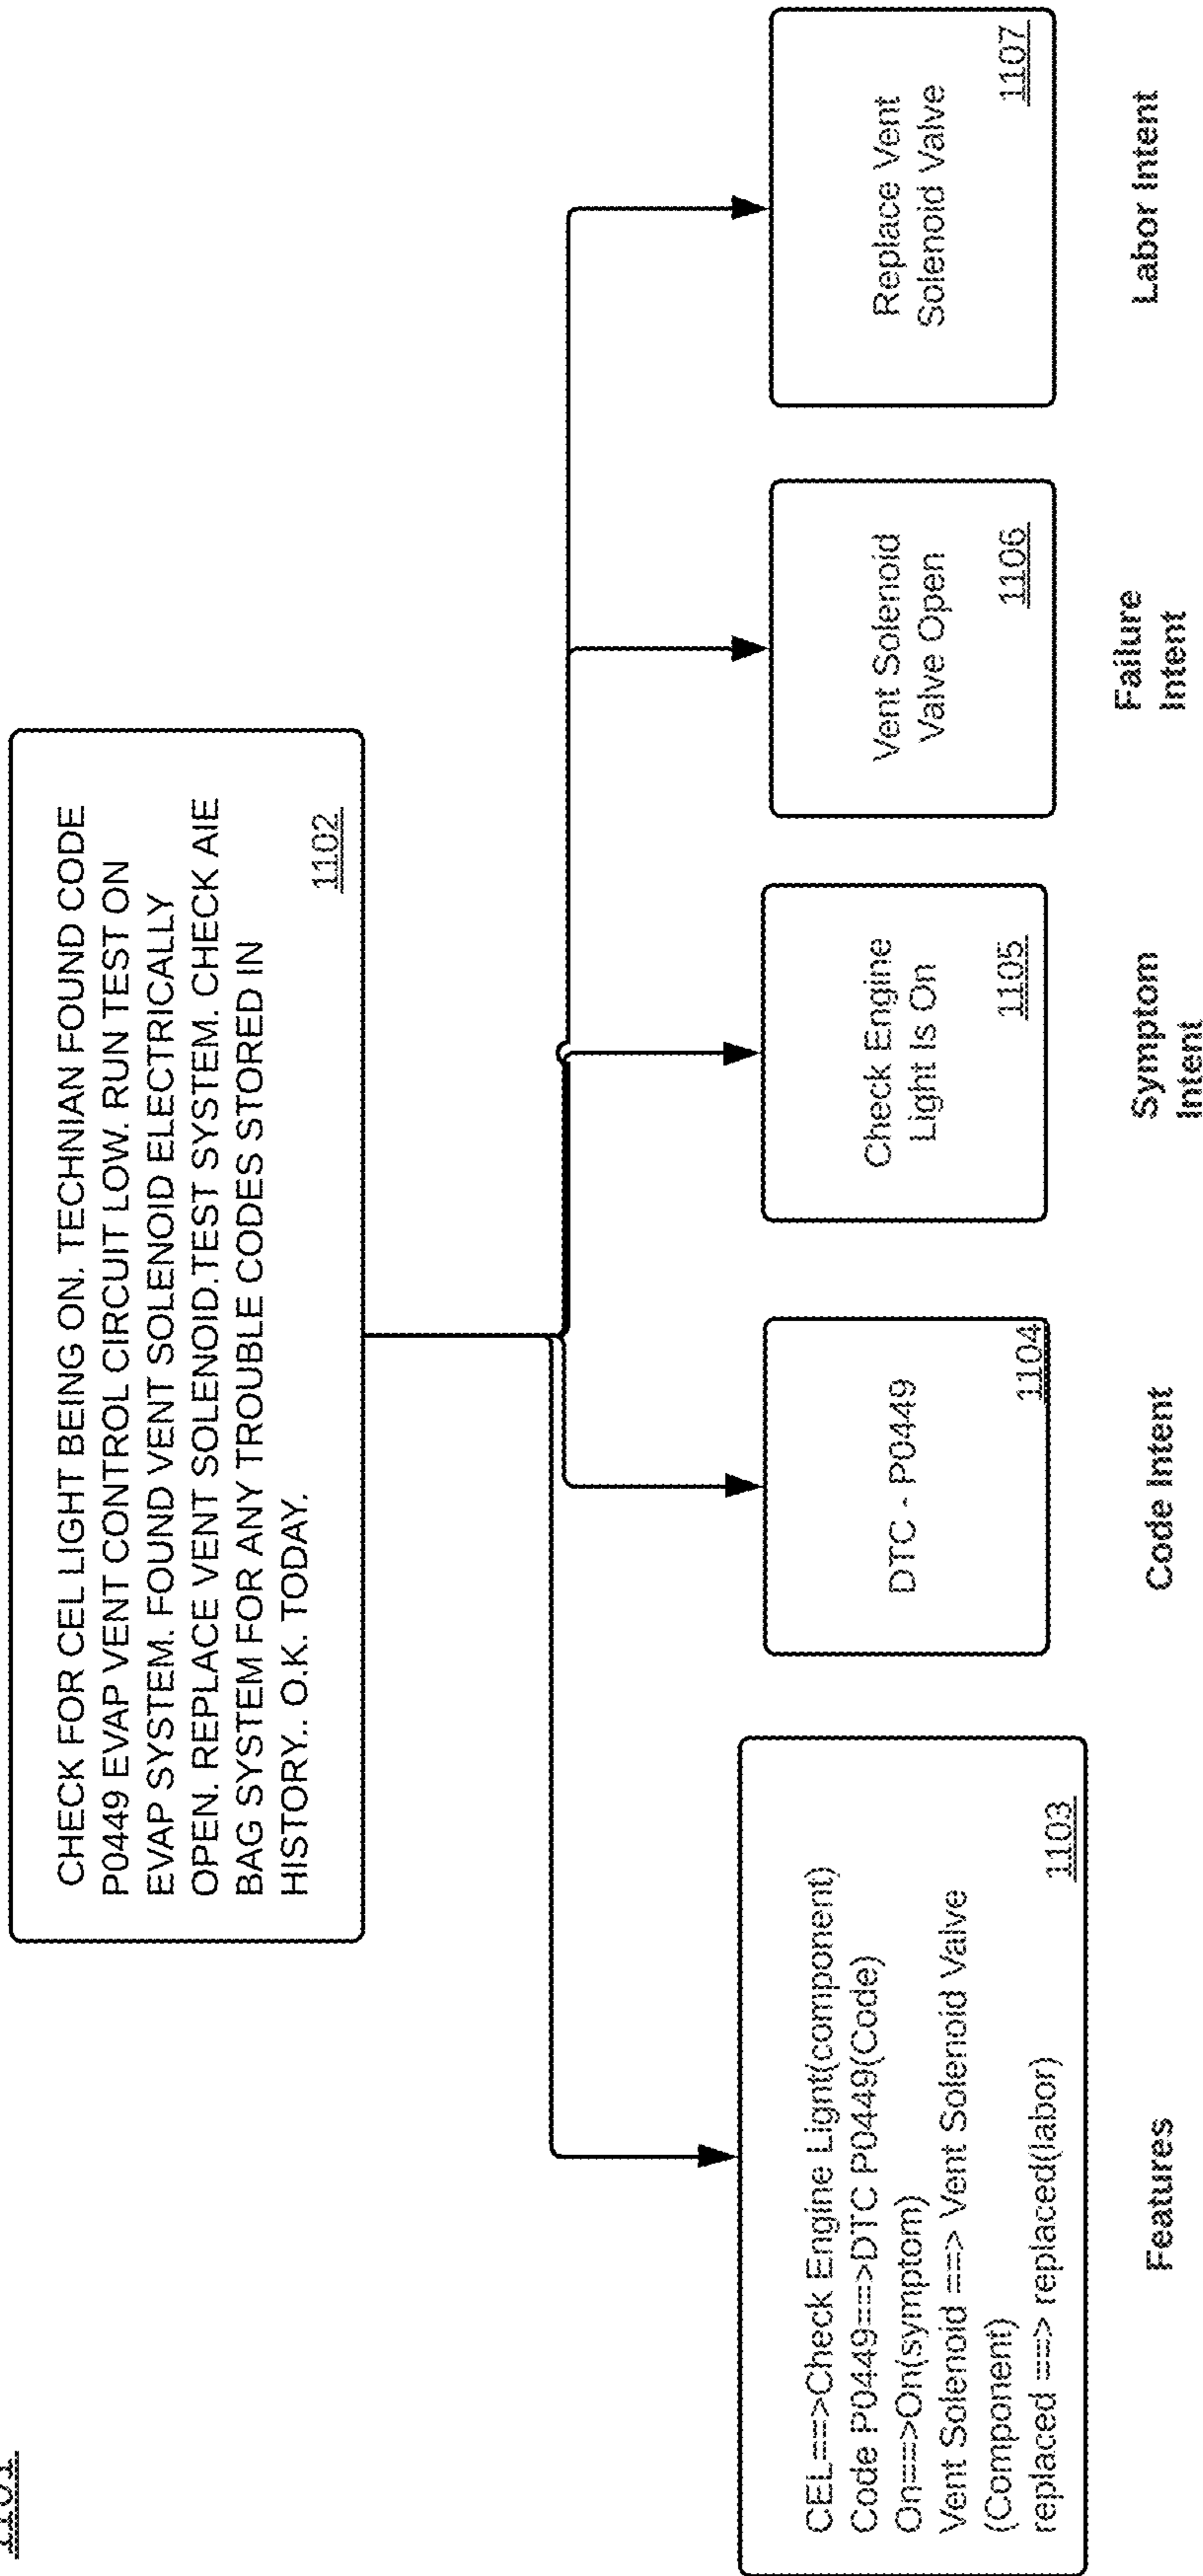 1101
CHECK FOR CEL LIGHT BEING ON. TECHNIAN FOUND CODE
P0449 EVAP VENT CONTROL CIRCUIT LOW. RUN TEST ON
EVAP SYSTEM. FOUND VENT SOLENOID ELECTRICALLY
OPEN. REPLACE VENT SOLENOID.TEST SYSTEM. CHECK AIE
BAG SYSTEM FOR ANY TROUBLE CODES STORED IN
HISTORY.. O.K. TODAY.
1102
CEL==>Check Engine Lignt(component)
Code P0449==>DTC P0449(Code)
On==>On(symptom)
Vent Solenoid ==> Vent Solenoid Valve
(Component)
replaced ==> replaced(labor)
1103
Features
DTC - P0449
1104
Code Intent
Check Engine
Light Is On
1105
Symptom
Intent
Vent Solenoid
Valve Open
1106
Failure
Intent
Replace Vent
Solenoid Valve
1107
Labor Intent